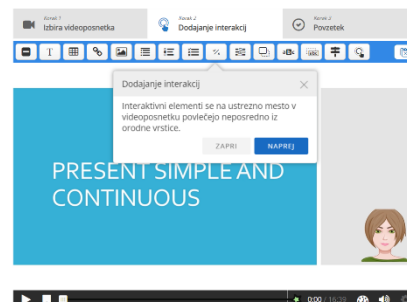 Korak 1
Izbira videoposnetka
Korak 2
Dodajanje interakcij
Korak 3
Povzetek
T
Dodajanje interakcij
Interaktivni elementi se na ustrezno mesto v
videoposnetku povlečejo neposredno iz
orodne vrstice.
ZAPRI
NAPREJ
PRESENT SIMPLE AND
CONTINUOUS
0:00 / 16:39